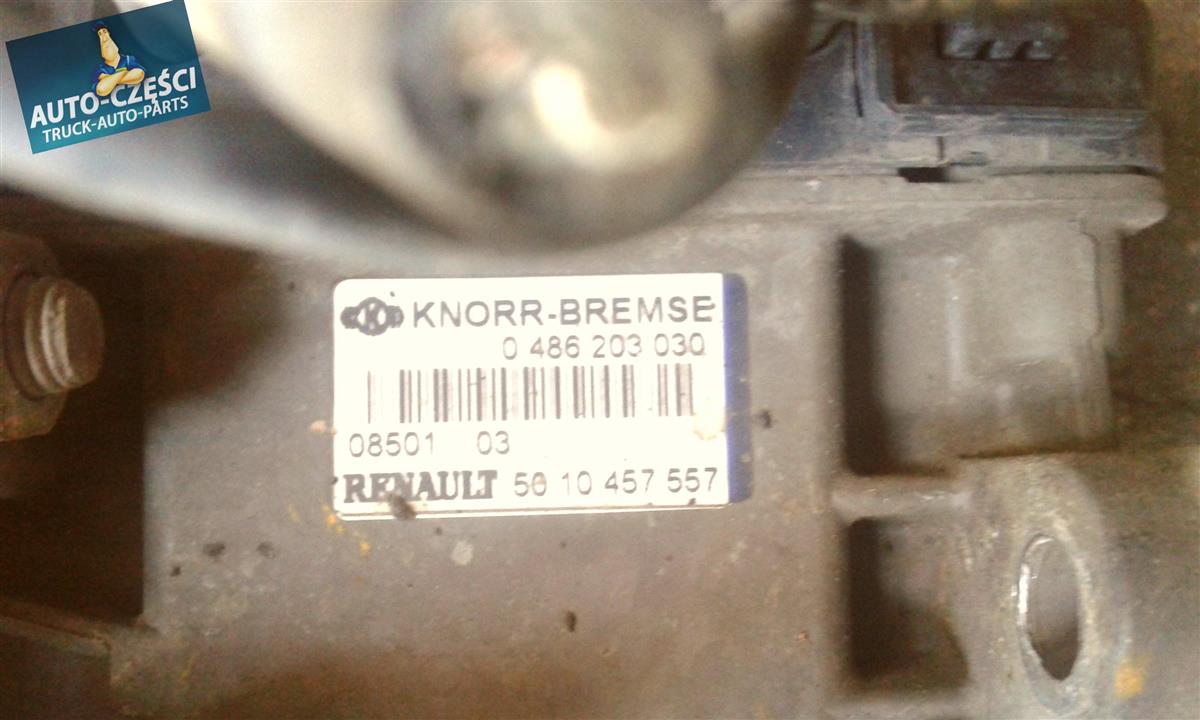 AUTO-CZĘŚCI
TRUCK-AUTO-PARTS
KNORR-BREMSE
0 486 203 030
08501 03
RENAULT 50 10 457 557